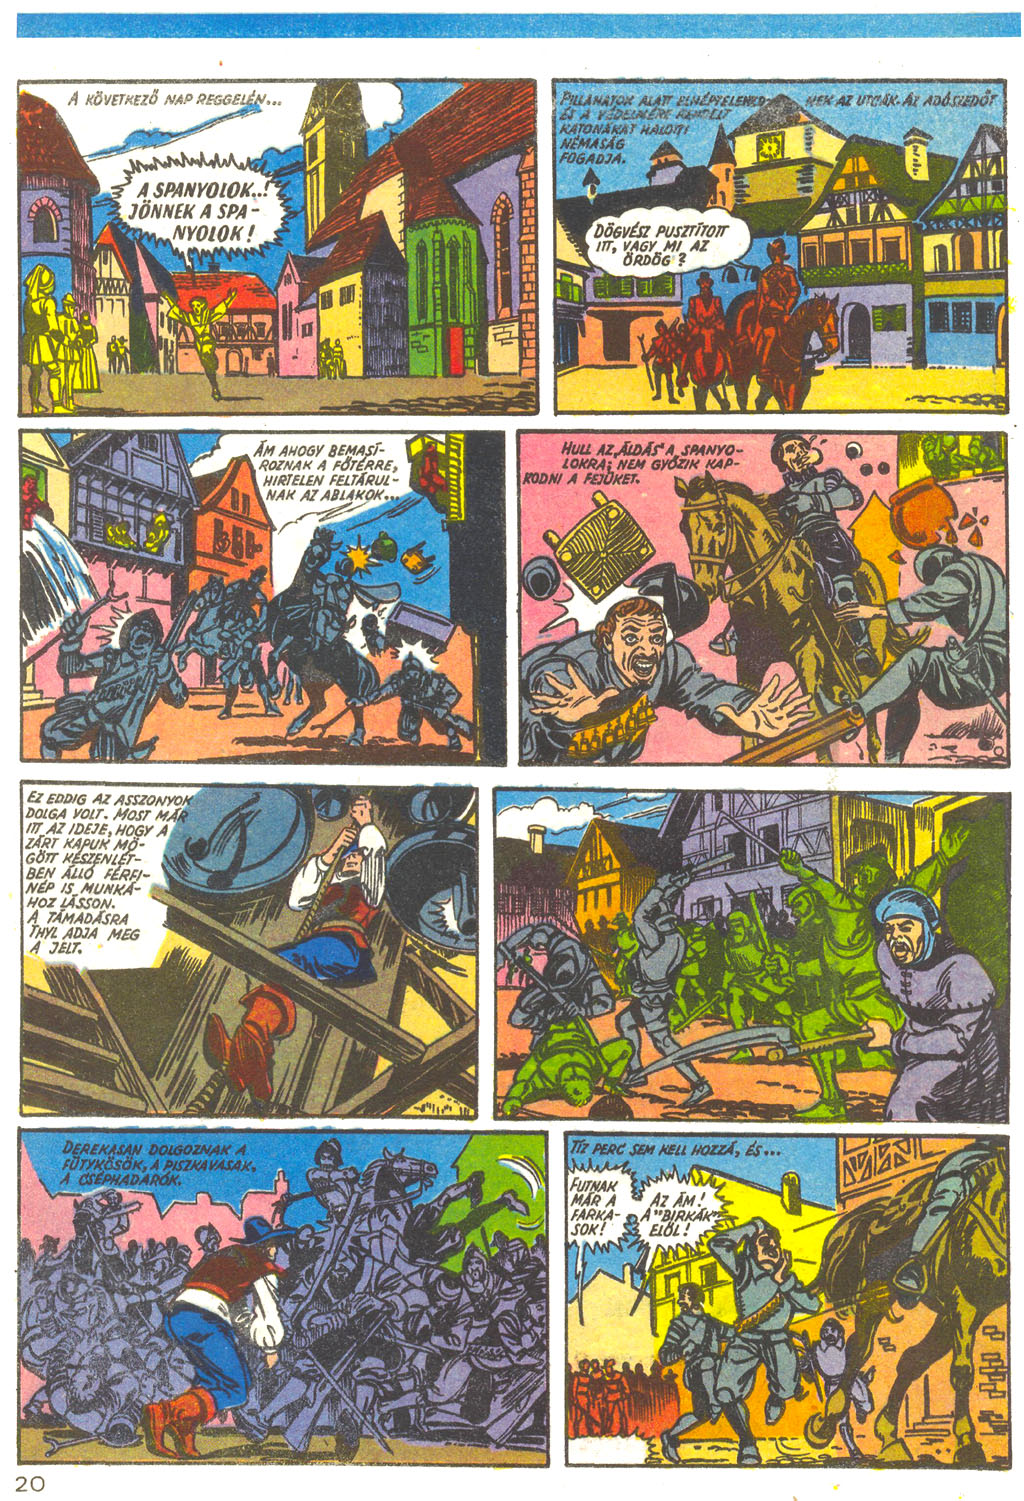 A KÖVETKEZŐ NAP REGGELÉN...
A SPANYOLOK..!
JÖNNEK A SPA-
NYOLOK!
PILLANATOK ALATT ELNÉPTELENED-
NEK AZ UTCÁK. AZ ADÓSZEDŐT
ÉS A VÉDELMÉRE RENDELT
KATONÁKAT HALOTTI
NÉMASÁG
FOGADJA.
DÖGVÉSZ PUSZTÍTOTT
ITT, VAGY MI AZ
ÖRDÖG?
ÁM AHOGY BEMASÍ-
ROZNAK A FŐTÉRRE,
HIRTELEN FELTÁRUL-
NAK AZ ABLAKOK...
HULL AZ „ÁLDÁS" A SPANYO-
LOKRA; NEM GYŐZIK KAP-
KODNI A FEJÜKET.
EZ EDDIG AZ ASSZONYOK
DOLGA VOLT. MOST MÁR
ITT AZ IDEJE, HOGY A
ZÁRT KAPUK MÖ-
GÖTT KÉSZENLÉT-
BEN ÁLLÓ FÉRFI-
NÉP IS MUNKÁ-
HOZ LÁSSON.
A TÁMADÁSRA
THYL ADJA MEG
A JELT.
DEREKASAN DOLGOZNAK A
FÜTYKÖSÖK, A PISZKAVASAK,
A CSÉPHADARÓK.
TÍZ PERC SEM KELL HOZZÁ, ÉS...
FUTNAK
MÁR A
FARKA-
SOK!
AZ ÁM!
A "BIRKÁK"
ELŐL!
20